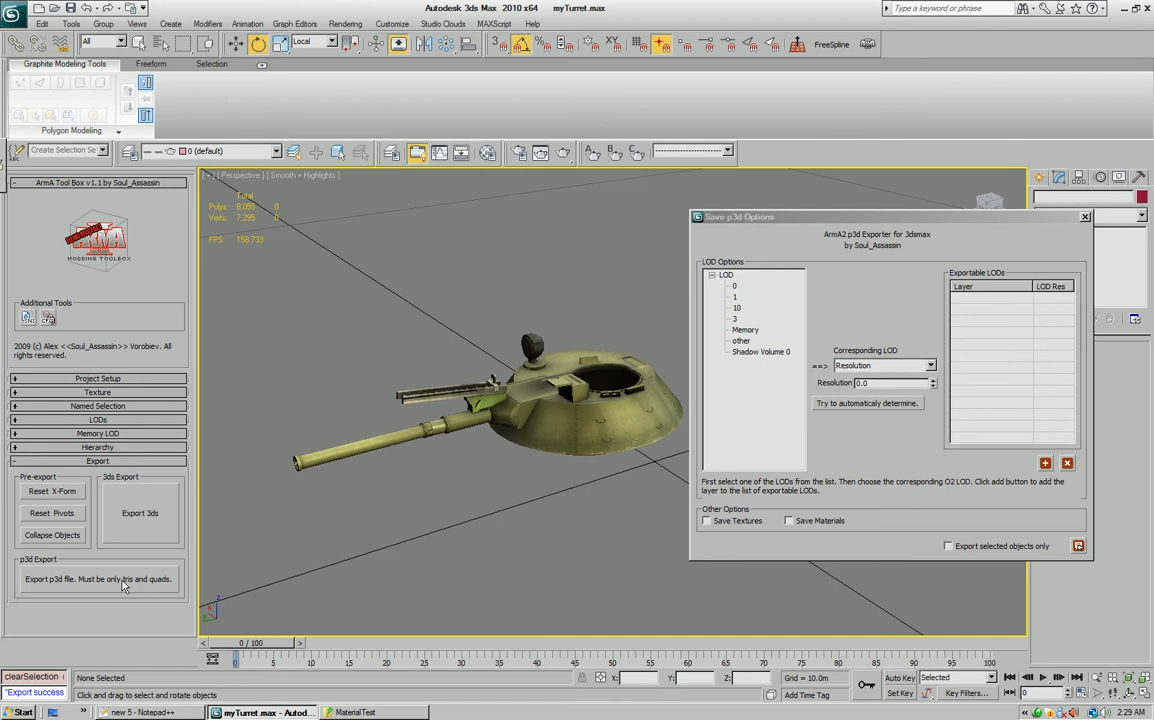 Autodesk 3ds Max 2010 x64    myTurret.max
Type a keyword or phrase
Edit Tools Group Views Create Modifiers Animation Graph Editors Rendering Customize Studio Clouds MAXScript Help
All
Local
FreeSpline
Graphite Modeling Tools Freeform Selection
Polygon Modeling
Create Selection Se
0 (default)
A B C
[ + ] [ Perspective ] [ Smooth + Highlights ]
Total
Polys: 8,055 0
Verts: 7,295 0
FPS: 158.733
ArmA Tool Box v1.1 by Soul_Assassin
ARMA
MODDING TOOLBOX
Additional Tools
2009 (c) Alex <<Soul_Assassin>> Vorobiev. All
rights reserved.
Project Setup
Texture
Named Selection
LODs
Memory LOD
Hierarchy
Export
Pre-export
Reset X-Form
Reset Pivots
Collapse Objects
3ds Export
Export 3ds
p3d Export
Export p3d file. Must be only tris and quads.
Save p3d Options
ArmA2 p3d Exporter for 3dsmax
by Soul_Assassin
LOD Options
LOD
0
1
10
3
Memory
other
Shadow Volume 0
Corresponding LOD
==> Resolution
Resolution 0.0
Try to automaticaly determine.
Exportable LODs
Layer LOD Res
First select one of the LODs from the list. Then choose the corresponding O2 LOD. Click add button to add the
layer to the list of exportable LODs.
Other Options
Save Textures Save Materials
Export selected objects only
0 / 100
0 5 10 15 20 25 30 35 40 45 50 55 60 65 70 75 80 85 90 95 100
clearSelection
"Export success
None Selected
Click and drag to select and rotate objects
X: Y: Z: Grid = 10.0m
Add Time Tag
Auto Key Selected
Set Key Key Filters...
0
Start new 5 - Notepad++ myTurret.max - Autod... MaterialTest 2:29 AM